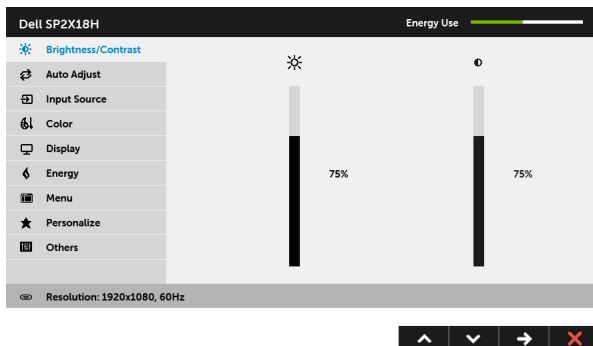 Dell SP2X18H
Energy Use
Brightness/Contrast
Auto Adjust
Input Source
Color
Display
Energy
Menu
Personalize
Others
75%
75%
Resolution: 1920x1080, 60Hz